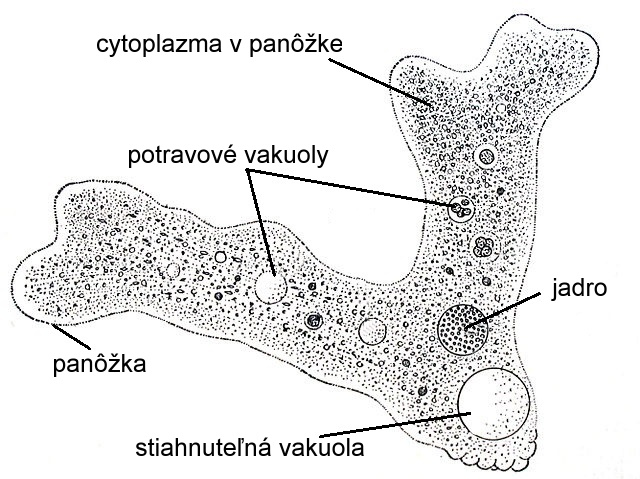 cytoplazma v panôžke
potravové vakuoly
jadro
panôžka
stiahnuteľná vakuola